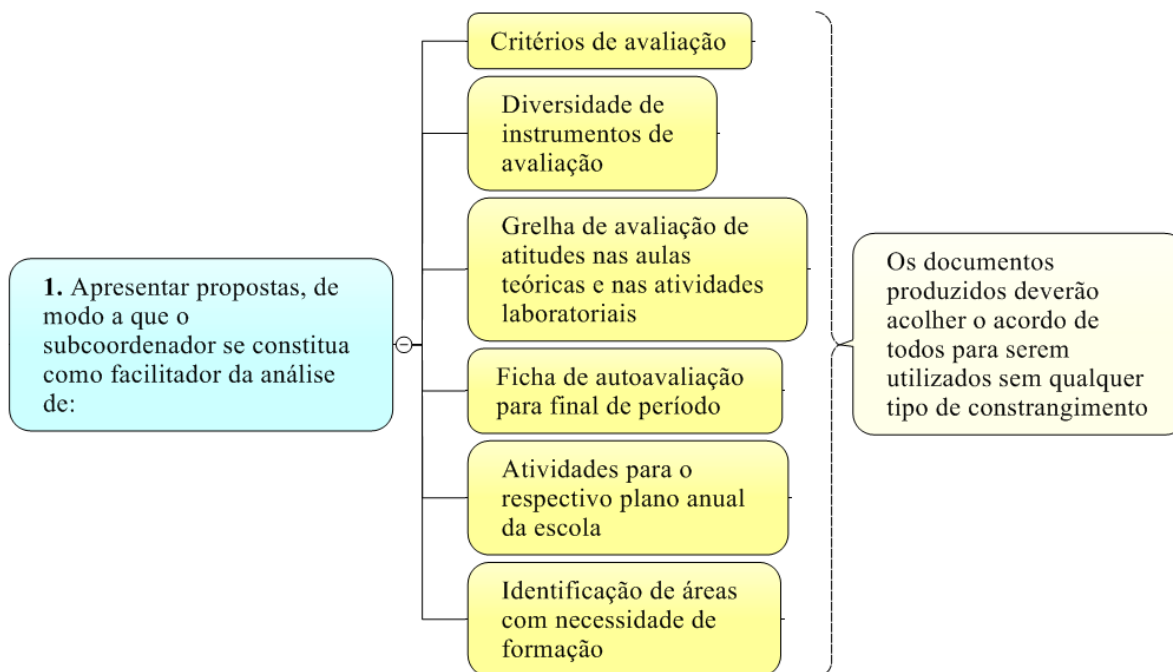 1. Apresentar propostas, de
modo a que o
subcoordenador se constitua
como facilitador da análise
de:
Critérios de avaliação
Diversidade de
instrumentos de
avaliação
Grelha de avaliação de
atitudes nas aulas
teóricas e nas atividades
laboratoriais
Ficha de autoavaliação
para final de período
Atividades para o
respectivo plano anual
da escola
Identificação de áreas
com necessidade de
formação
Os documentos
produzidos deverão
acolher o acordo de
todos para serem
utilizados sem qualquer
tipo de constrangimento